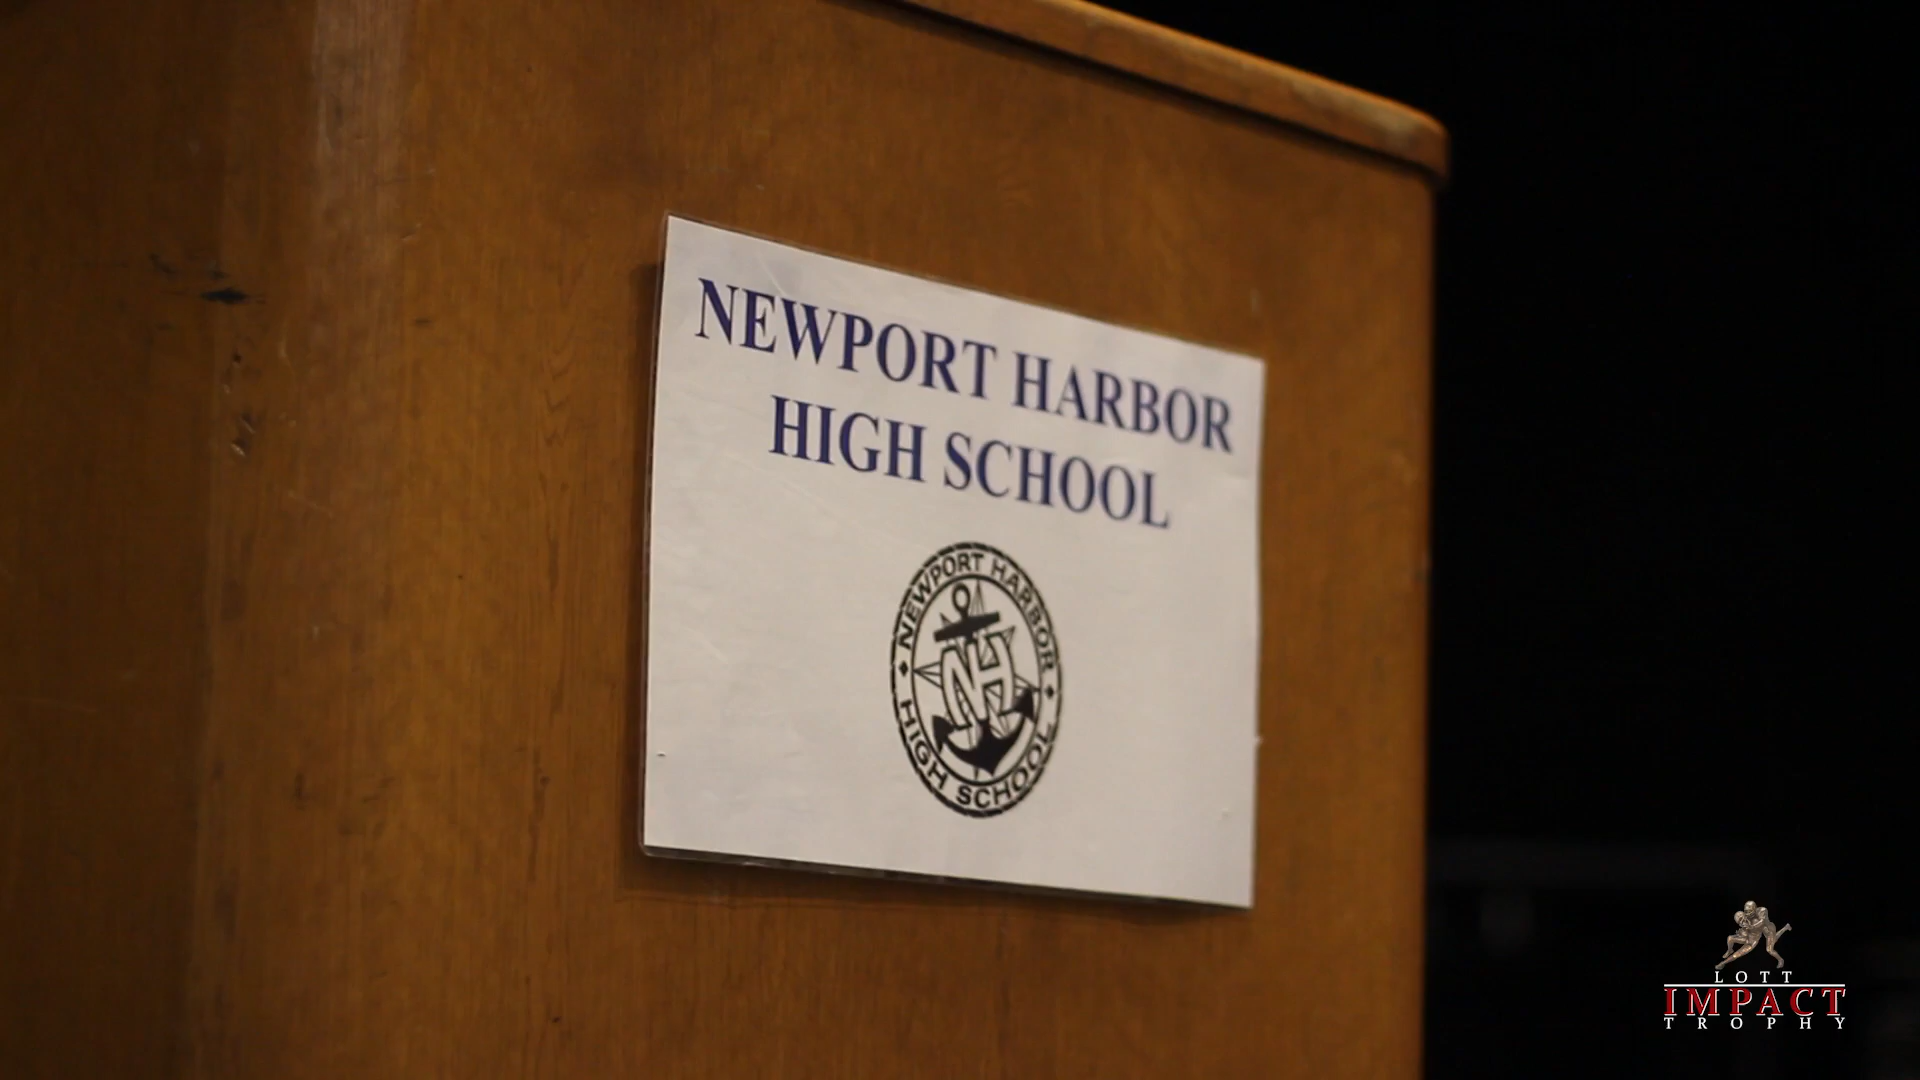 NEWPORT HARBOR
HIGH SCHOOL
NEWPORT HARBOR
NH
HIGH SCHOOL
LOTT
IMPACT
TROPHY